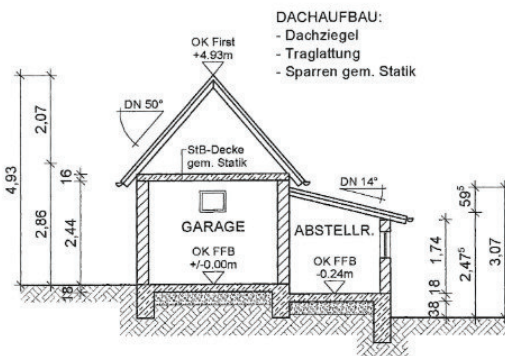 DACHAUFBAU:
- Dachziegel
- Traglattung
- Sparren gem. Statik
OK First
+4.93m
DN 50°
StB-Decke
gem. Statik
DN 14°
GARAGE
ABSTELLR.
OK FFB
+/-0,00m
OK FFB
-0.24m
4,93
2,07
2,86
16
2,44
18
1,74
18
38
59⁵
2,47⁵
3,07